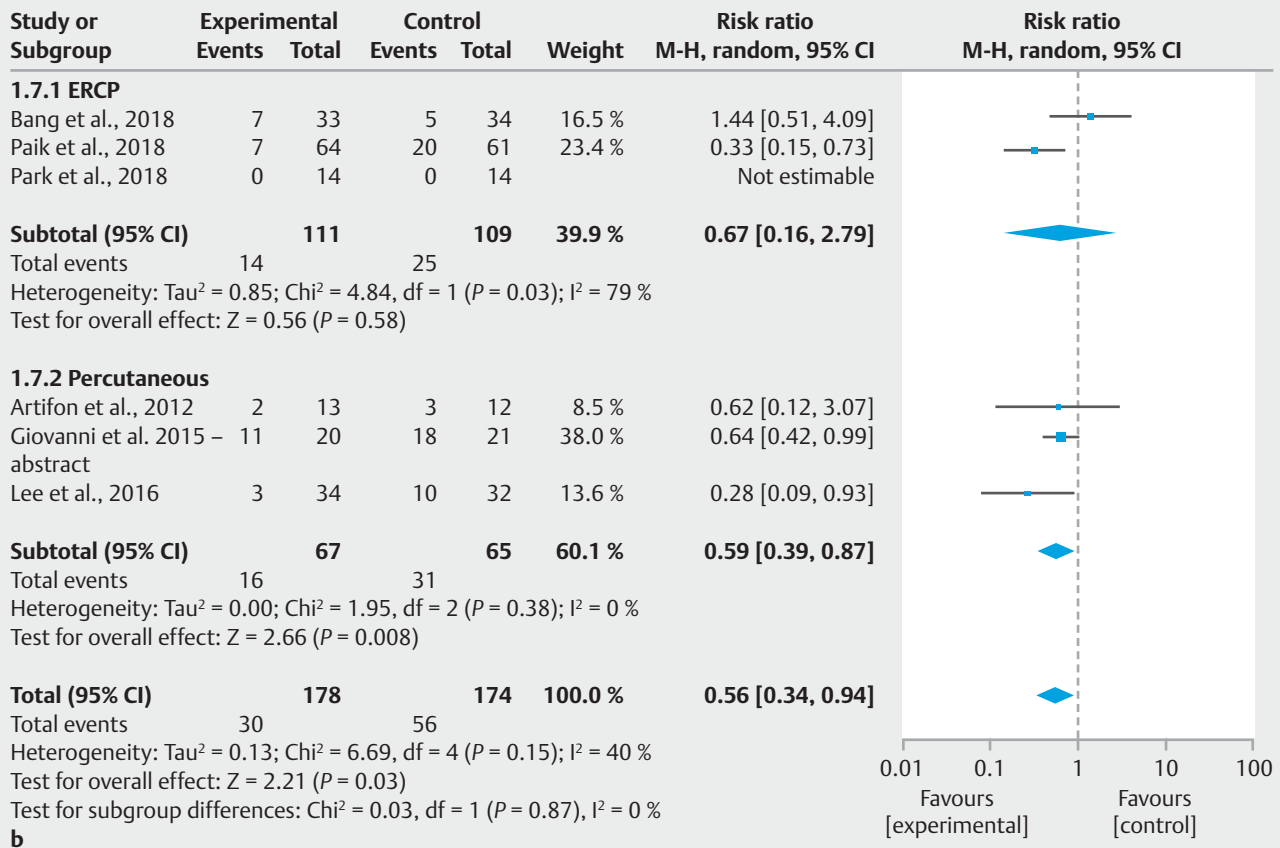 Study or Experimental Control Risk ratio Risk ratio
Subgroup Events Total Events Total Weight M-H, random, 95% CI M-H, random, 95% CI
1.7.1 ERCP
Bang et al., 2018 7 33 5 34 16.5 % 1.44 [0.51, 4.09]
Paik et al., 2018 7 64 20 61 23.4 % 0.33 [0.15, 0.73]
Park et al., 2018 0 14 0 14 Not estimable
Subtotal (95% CI) 111 109 39.9 % 0.67 [0.16, 2.79]
Total events 14 25
Heterogeneity: Tau² = 0.85; Chi² = 4.84, df = 1 (P = 0.03); I² = 79 %
Test for overall effect: Z = 0.56 (P = 0.58)
1.7.2 Percutaneous
Artifon et al., 2012 2 13 3 12 8.5 % 0.62 [0.12, 3.07]
Giovanni et al. 2015 – 11 20 18 21 38.0 % 0.64 [0.42, 0.99]
abstract
Lee et al., 2016 3 34 10 32 13.6 % 0.28 [0.09, 0.93]
Subtotal (95% CI) 67 65 60.1 % 0.59 [0.39, 0.87]
Total events 16 31
Heterogeneity: Tau² = 0.00; Chi² = 1.95, df = 2 (P = 0.38); I² = 0 %
Test for overall effect: Z = 2.66 (P = 0.008)
Total (95% CI) 178 174 100.0 % 0.56 [0.34, 0.94]
Total events 30 56
Heterogeneity: Tau² = 0.13; Chi² = 6.69, df = 4 (P = 0.15); I² = 40 %
Test for overall effect: Z = 2.21 (P = 0.03)
Test for subgroup differences: Chi² = 0.03, df = 1 (P = 0.87), I² = 0 %
0.01 0.1 1 10 100
Favours Favours
[experimental] [control]
b